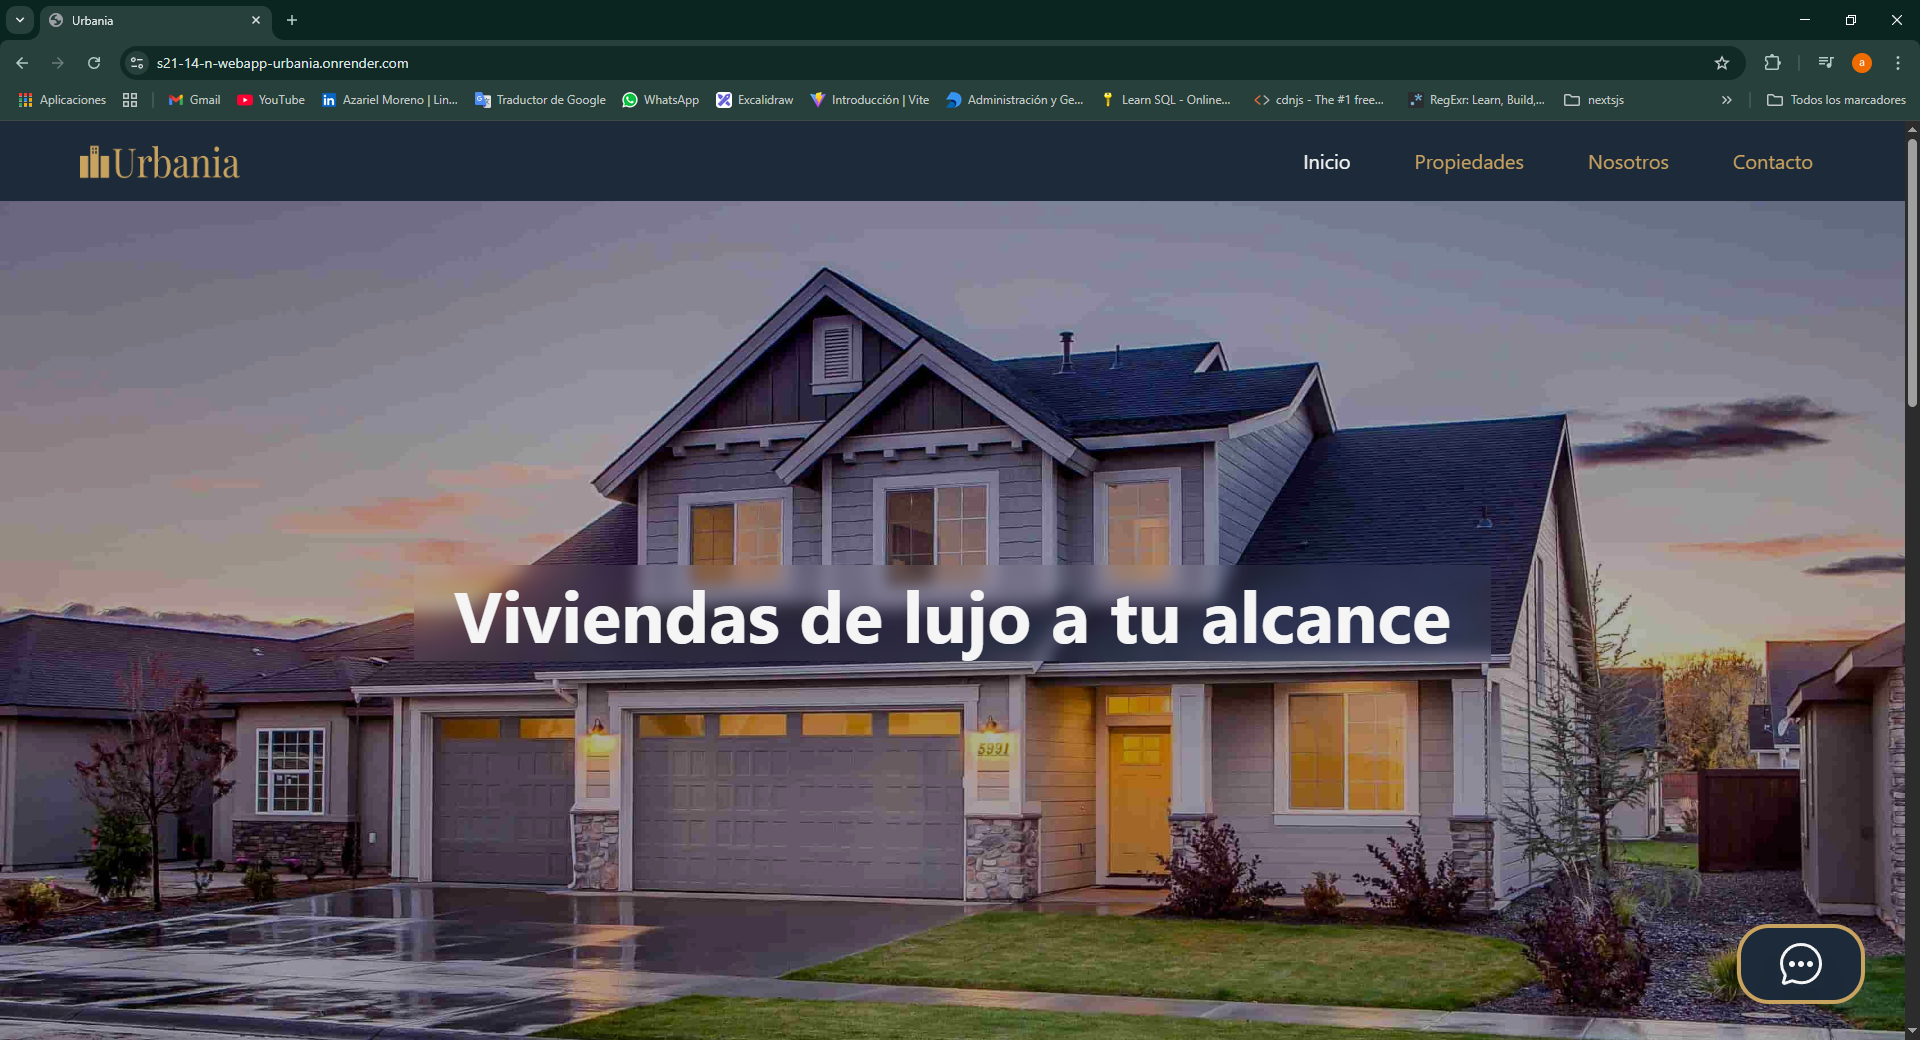 Urbania
s21-14-n-webapp-urbania.onrender.com
a
Aplicaciones
Gmail
YouTube
Azariel Moreno | Lin...
Traductor de Google
WhatsApp
Excalidraw
Introducción | Vite
Administración y Ge...
Learn SQL - Online...
cdnjs - The #1 free...
RegExr: Learn, Build,...
nextsjs
Todos los marcadores
Urbania
Inicio
Propiedades
Nosotros
Contacto
Viviendas de lujo a tu alcance
5991